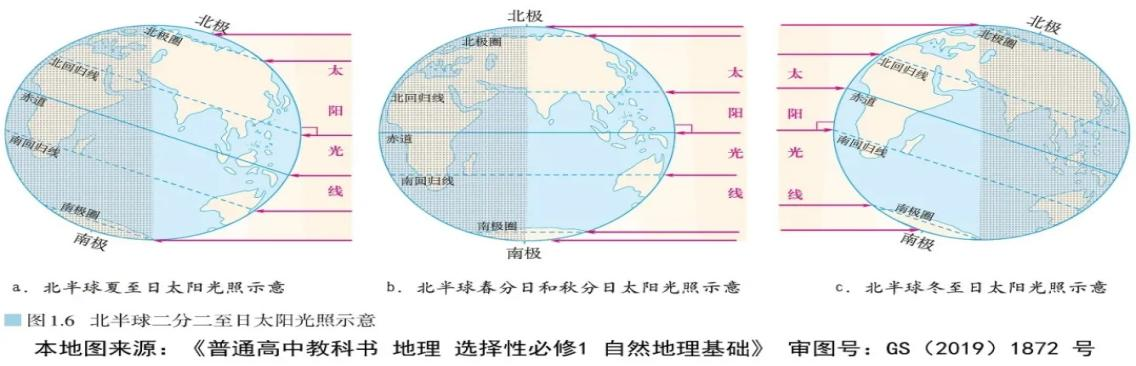 北极
北极圈
北回归线
赤道
南回归线
南极圈
南极
太
阳
光
线
a. 北半球夏至日太阳光照示意
北极
北极圈
北回归线
赤道
南回归线
南极圈
南极
太
阳
光
线
b. 北半球春分日和秋分日太阳光照示意
北极
北极圈
北回归线
赤道
南回归线
南极圈
南极
太
阳
光
线
c. 北半球冬至日太阳光照示意
图1.6 北半球二分二至日太阳光照示意
本地图来源：《普通高中教科书 地理 选择性必修1 自然地理基础》 审图号：GS（2019）1872 号